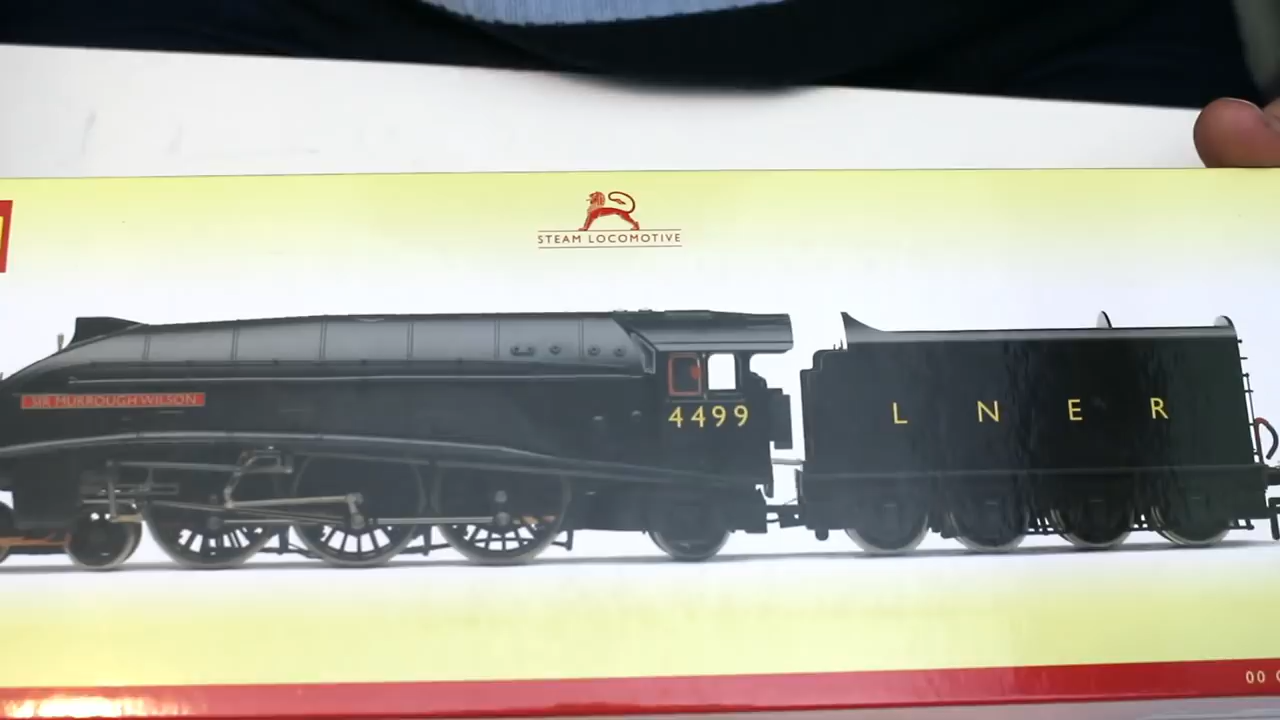 STEAM LOCOMOTIVE
SIR MURROUGH WILSON
4499
L N E R
00